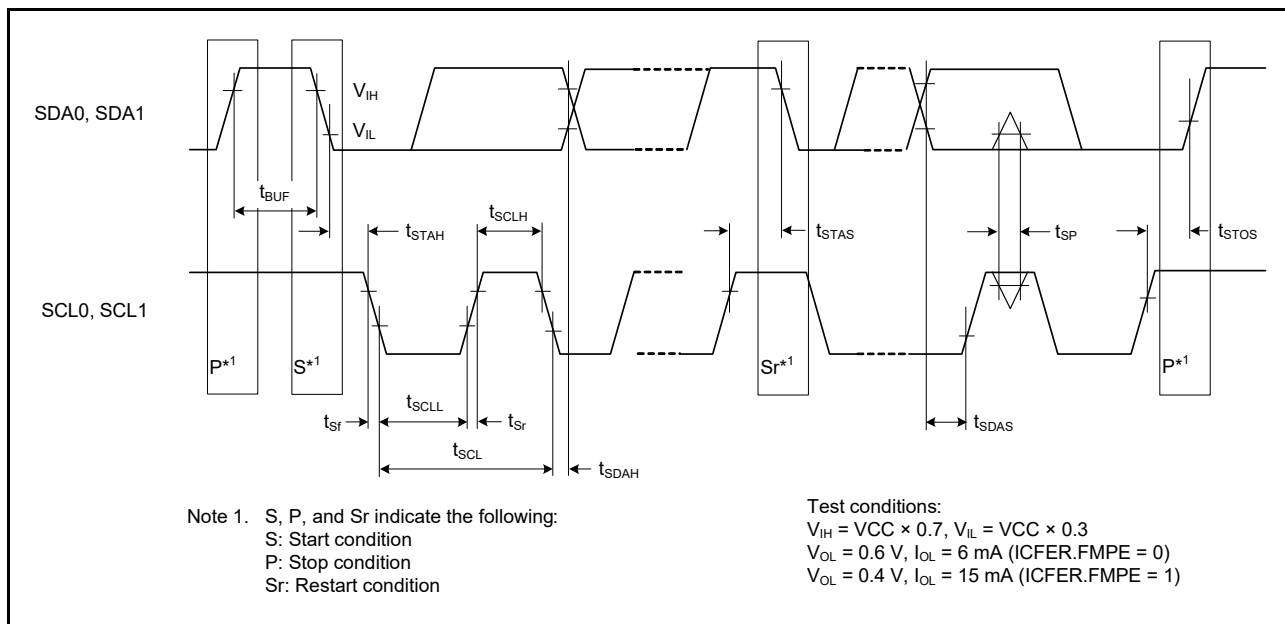 SDA0, SDA1
V_IH
V_IL
t_BUF
t_SCLH
t_STAH
t_STAS
t_SP
t_STOS
SCL0, SCL1
P*1
S*1
Sr*1
P*1
t_SCLL
t_Sf
t_Sr
t_SDAS
t_SCL
t_SDAH
Note 1. S, P, and Sr indicate the following:
S: Start condition
P: Stop condition
Sr: Restart condition
Test conditions:
V_IH = VCC × 0.7, V_IL = VCC × 0.3
V_OL = 0.6 V, I_OL = 6 mA (ICFER.FMPE = 0)
V_OL = 0.4 V, I_OL = 15 mA (ICFER.FMPE = 1)